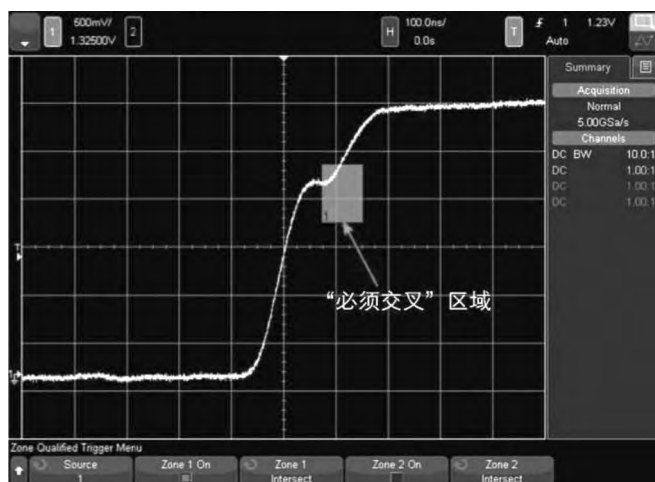 1 500mV/ 2 H 100.0ns/ T 1 1.23V
1.32500V 0.0s Auto
Summary
Acquisition
Normal
5.00GSa/s
Channels
DC BW 10.0:1
DC 1.00:1
DC 1.00:1
DC 1.00:1
T
1
“必须交叉”区域
1
Zone Qualified Trigger Menu
Source Zone 1 On Zone 1 Zone 2 On Zone 2
1 Intersect Intersect